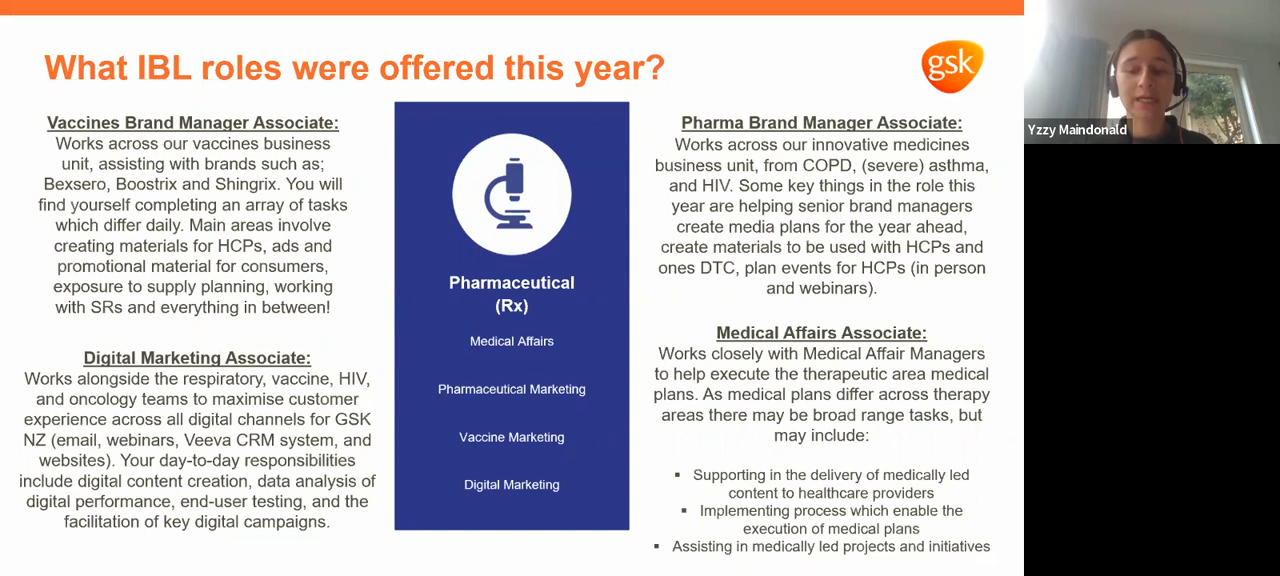 What IBL roles were offered this year?
gsk
Vaccines Brand Manager Associate:
Works across our vaccines business
unit, assisting with brands such as;
Bexsero, Boostrix and Shingrix. You will
find yourself completing an array of tasks
which differ daily. Main areas involve
creating materials for HCPs, ads and
promotional material for consumers,
exposure to supply planning, working
with SRs and everything in between!
Digital Marketing Associate:
Works alongside the respiratory, vaccine, HIV,
and oncology teams to maximise customer
experience across all digital channels for GSK
NZ (email, webinars, Veeva CRM system, and
websites). Your day-to-day responsibilities
include digital content creation, data analysis of
digital performance, end-user testing, and the
facilitation of key digital campaigns.
Pharmaceutical
(Rx)
Medical Affairs
Pharmaceutical Marketing
Vaccine Marketing
Digital Marketing
Pharma Brand Manager Associate:
Works across our innovative medicines
business unit, from COPD, (severe) asthma,
and HIV. Some key things in the role this
year are helping senior brand managers
create media plans for the year ahead,
create materials to be used with HCPs and
ones DTC, plan events for HCPs (in person
and webinars).
Medical Affairs Associate:
Works closely with Medical Affair Managers
to help execute the therapeutic area medical
plans. As medical plans differ across therapy
areas there may be broad range tasks, but
may include:
▪ Supporting in the delivery of medically led
content to healthcare providers
▪ Implementing process which enable the
execution of medical plans
▪ Assisting in medically led projects and initiatives
Yzzy Maindonald